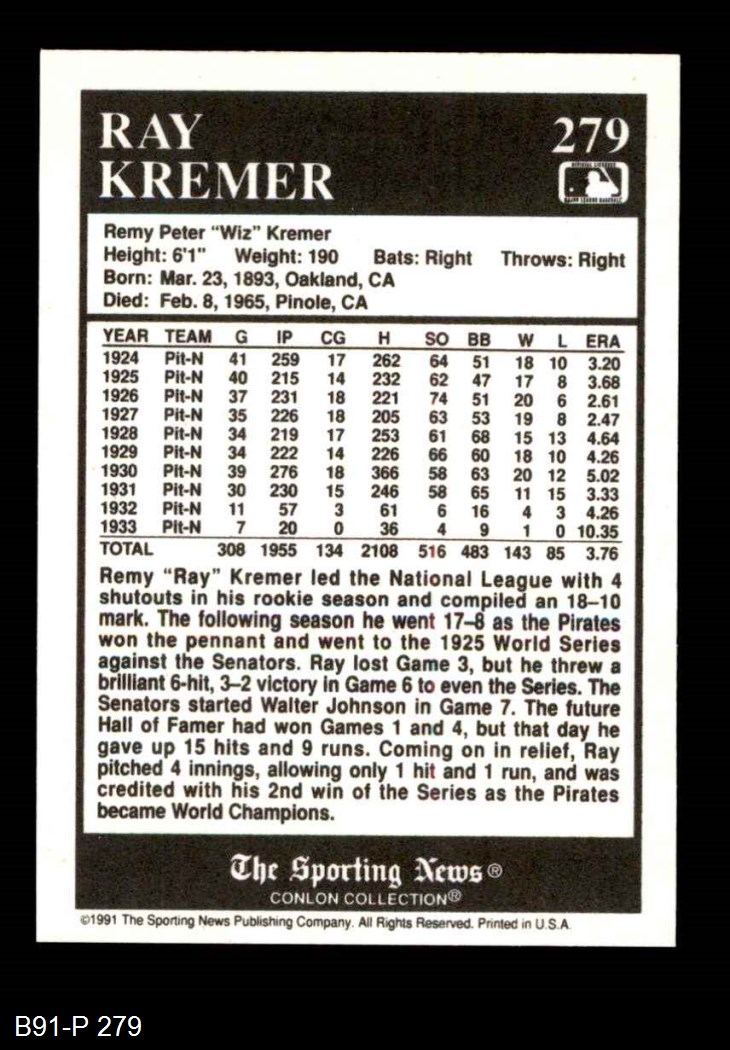 RAY
KREMER
279
Remy Peter “Wiz” Kremer
Height: 6'1" Weight: 190 Bats: Right Throws: Right
Born: Mar. 23, 1893, Oakland, CA
Died: Feb. 8, 1965, Pinole, CA
YEAR TEAM G IP CG H SO BB W L ERA
1924 Pit-N 41 259 17 262 64 51 18 10 3.20
1925 Pit-N 40 215 14 232 62 47 17 8 3.68
1926 Pit-N 37 231 18 221 74 51 20 6 2.61
1927 Pit-N 35 226 18 205 63 53 19 8 2.47
1928 Pit-N 34 219 17 253 61 68 15 13 4.64
1929 Pit-N 34 222 14 226 66 60 18 10 4.26
1930 Pit-N 39 276 18 366 58 63 20 12 5.02
1931 Pit-N 30 230 15 246 58 65 11 15 3.33
1932 Pit-N 11 57 3 61 6 16 4 3 4.26
1933 Pit-N 7 20 0 36 4 9 1 0 10.35
TOTAL 308 1955 134 2108 516 483 143 85 3.76
Remy “Ray” Kremer led the National League with 4
shutouts in his rookie season and compiled an 18–10
mark. The following season he went 17–8 as the Pirates
won the pennant and went to the 1925 World Series
against the Senators. Ray lost Game 3, but he threw a
brilliant 6-hit, 3–2 victory in Game 6 to even the Series. The
Senators started Walter Johnson in Game 7. The future
Hall of Famer had won Games 1 and 4, but that day he
gave up 15 hits and 9 runs. Coming on in relief, Ray
pitched 4 innings, allowing only 1 hit and 1 run, and was
credited with his 2nd win of the Series as the Pirates
became World Champions.
The Sporting News®
CONLON COLLECTION®
©1991 The Sporting News Publishing Company. All Rights Reserved. Printed in U.S.A.
B91-P 279